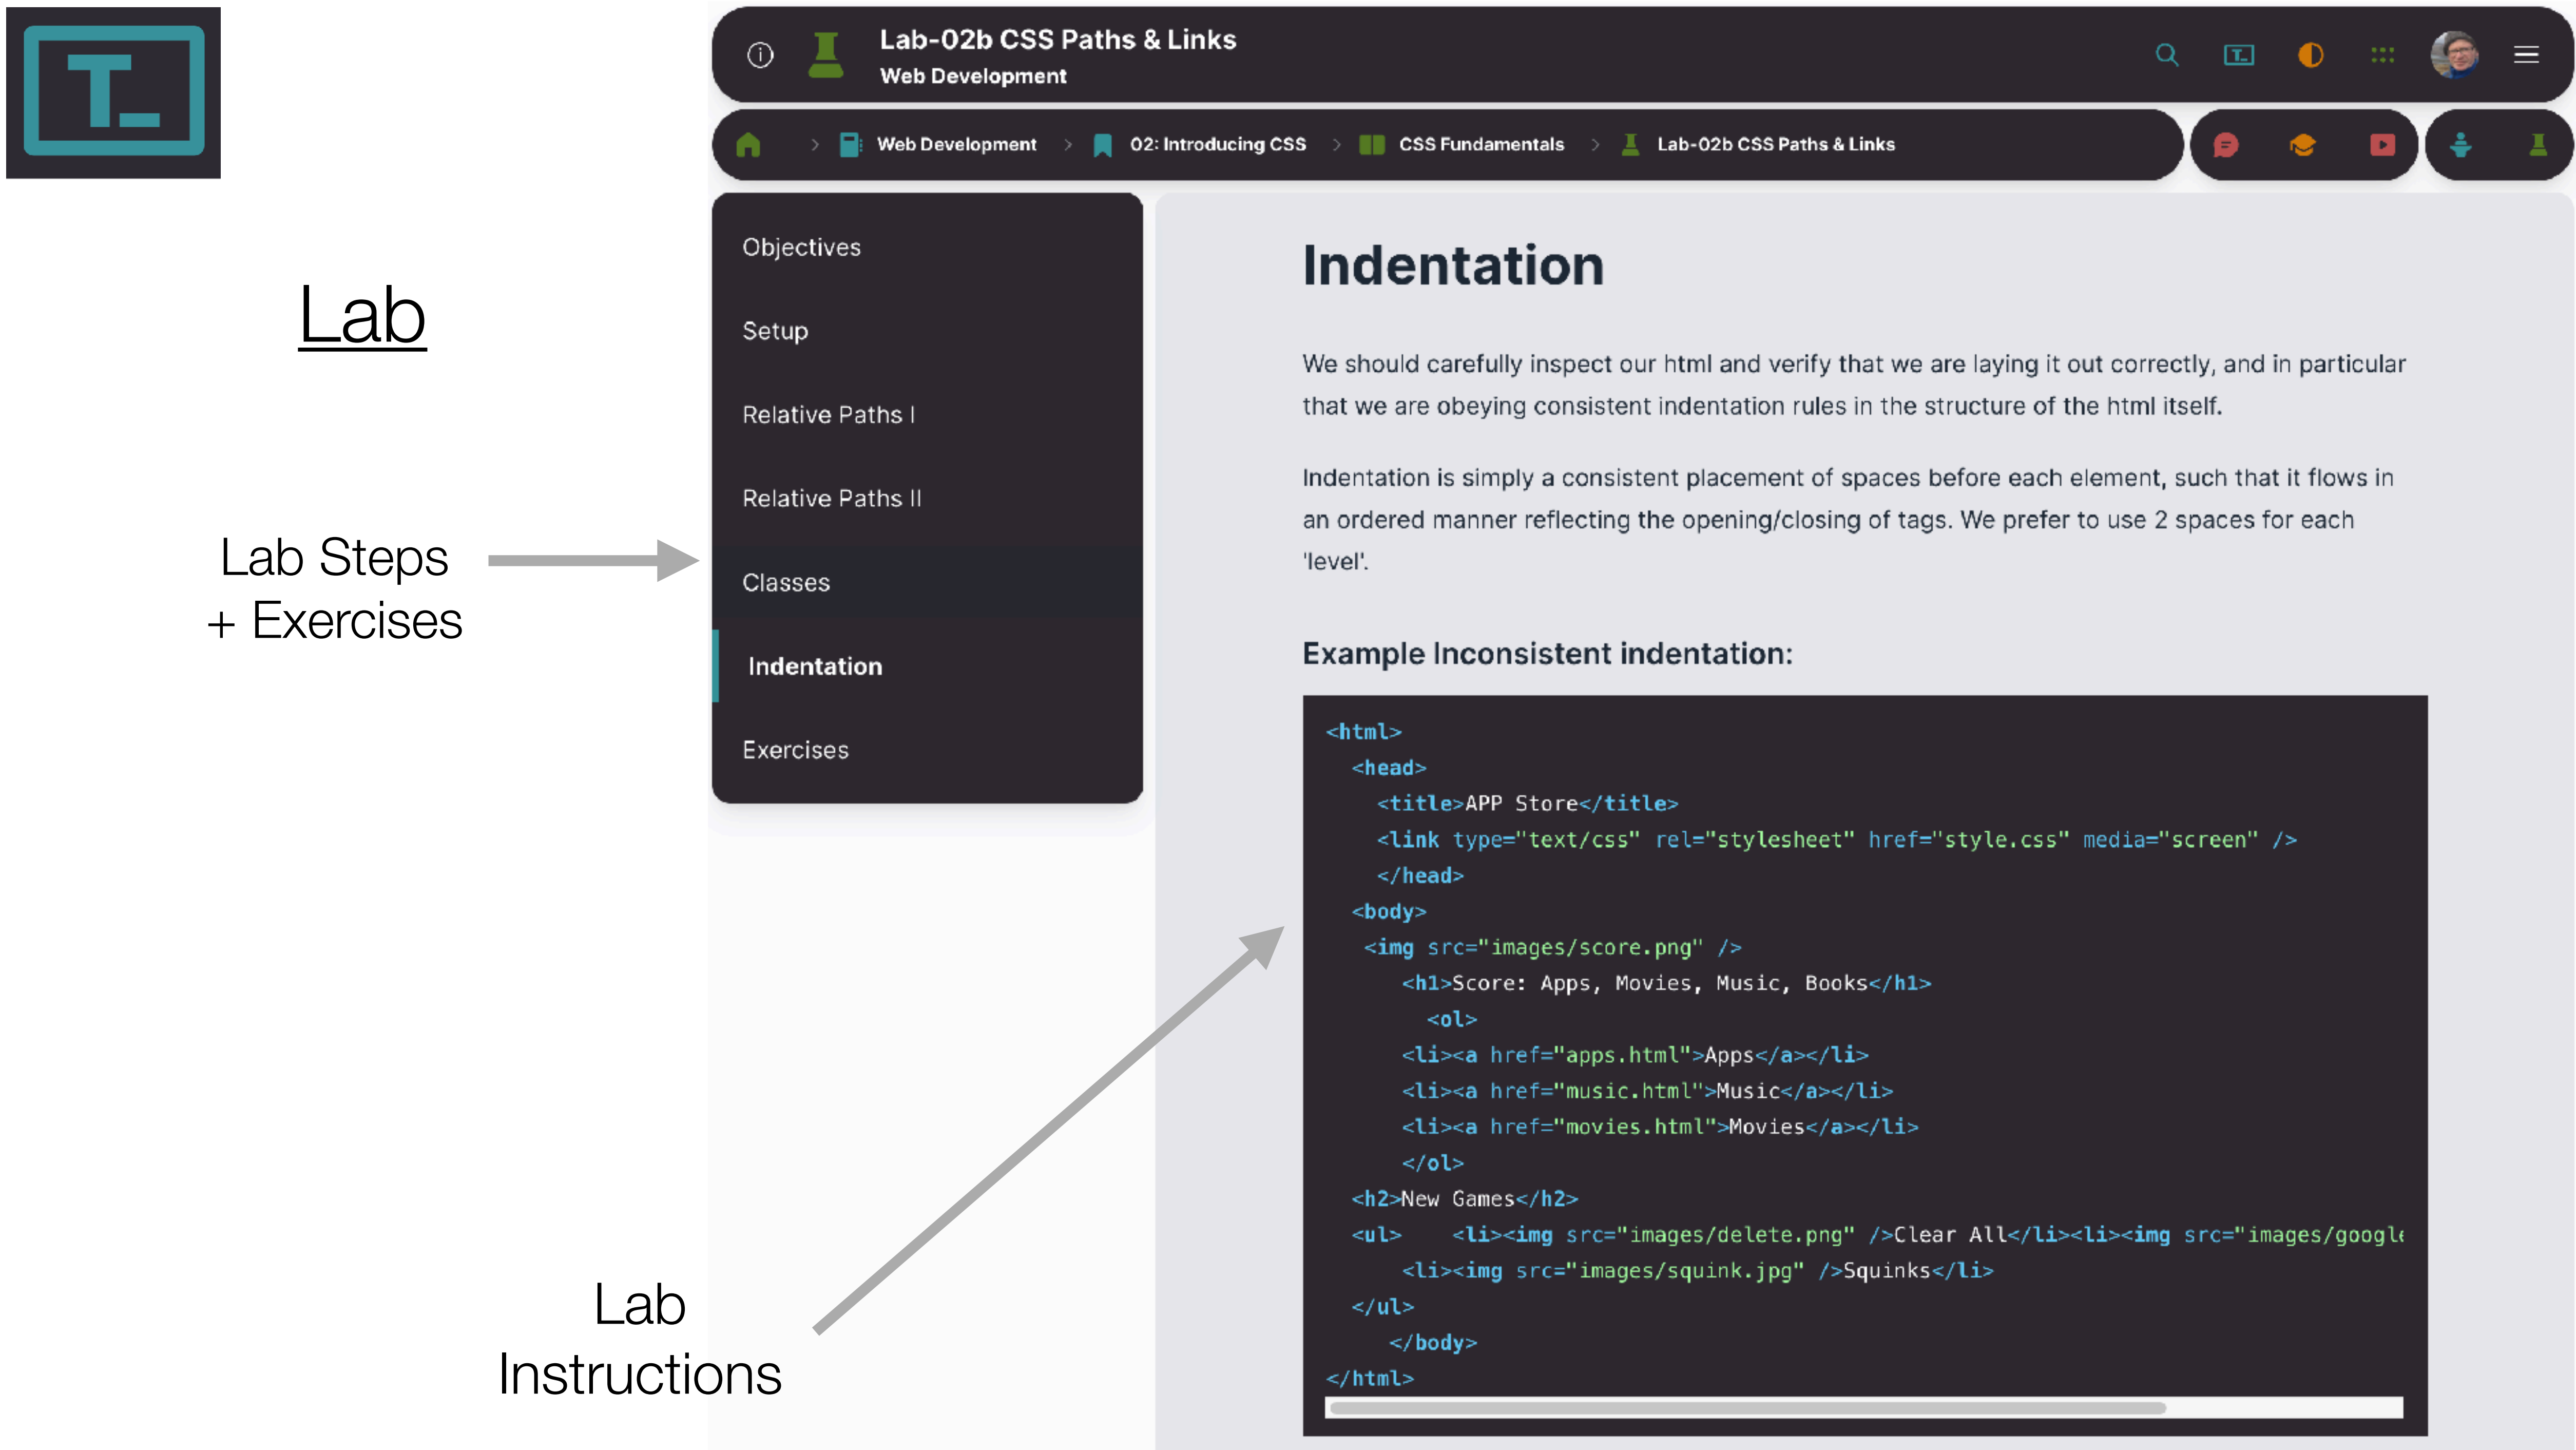 T_
Lab
Lab Steps
+ Exercises
Lab
Instructions
Lab-02b CSS Paths & Links
Web Development
Web Development
02: Introducing CSS
CSS Fundamentals
Lab-02b CSS Paths & Links
Objectives
Setup
Relative Paths I
Relative Paths II
Classes
Indentation
Exercises
Indentation
We should carefully inspect our html and verify that we are laying it out correctly, and in particular
that we are obeying consistent indentation rules in the structure of the html itself.
Indentation is simply a consistent placement of spaces before each element, such that it flows in
an ordered manner reflecting the opening/closing of tags. We prefer to use 2 spaces for each
'level'.
Example Inconsistent indentation:
<html>
  <head>
    <title>APP Store</title>
    <link type="text/css" rel="stylesheet" href="style.css" media="screen" />
    </head>
  <body>
   <img src="images/score.png" />
      <h1>Score: Apps, Movies, Music, Books</h1>
        <ol>
      <li><a href="apps.html">Apps</a></li>
      <li><a href="music.html">Music</a></li>
      <li><a href="movies.html">Movies</a></li>
      </ol>
  <h2>New Games</h2>
  <ul>    <li><img src="images/delete.png" />Clear All</li><li><img src="images/google
      <li><img src="images/squink.jpg" />Squinks</li>
  </ul>
     </body>
</html>